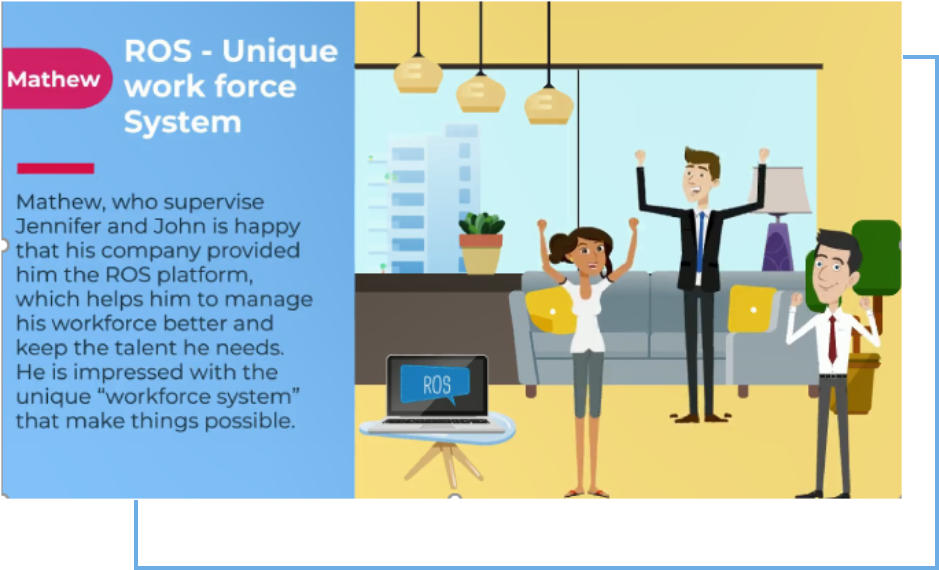 Mathew
ROS - Unique
work force
System
Mathew, who supervise
Jennifer and John is happy
that his company provided
him the ROS platform,
which helps him to manage
his workforce better and
keep the talent he needs.
He is impressed with the
unique “workforce system”
that make things possible.
ROS